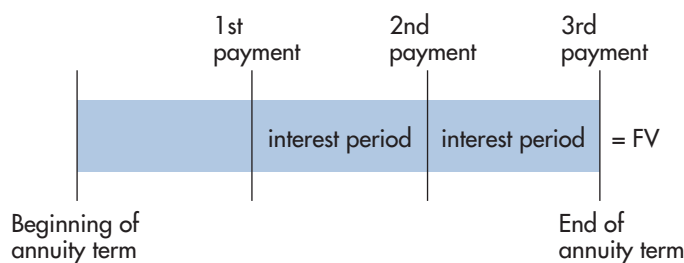 1st
payment
2nd
payment
3rd
payment
interest period
interest period
= FV
Beginning of
annuity term
End of
annuity term